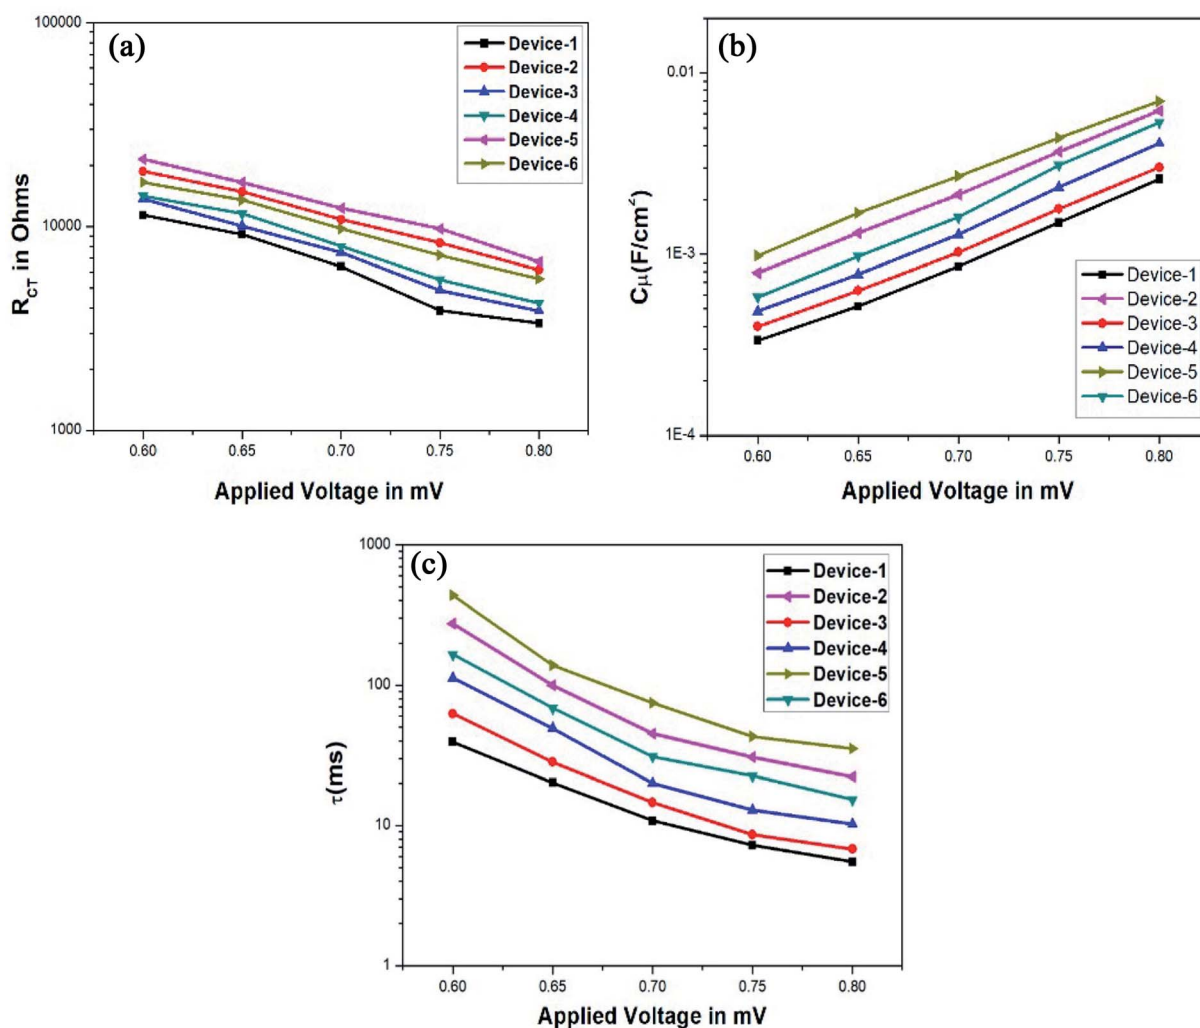 (a)
100000
10000
1000
R_CT in Ohms
0.60 0.65 0.70 0.75 0.80
Applied Voltage in mV
Device-1
Device-2
Device-3
Device-4
Device-5
Device-6
(b)
0.01
1E-3
1E-4
Cμ(F/cm²)
0.60 0.65 0.70 0.75 0.80
Applied Voltage in mV
Device-1
Device-2
Device-3
Device-4
Device-5
Device-6
(c)
1000
100
10
1
τ(ms)
0.60 0.65 0.70 0.75 0.80
Applied Voltage in mV
Device-1
Device-2
Device-3
Device-4
Device-5
Device-6